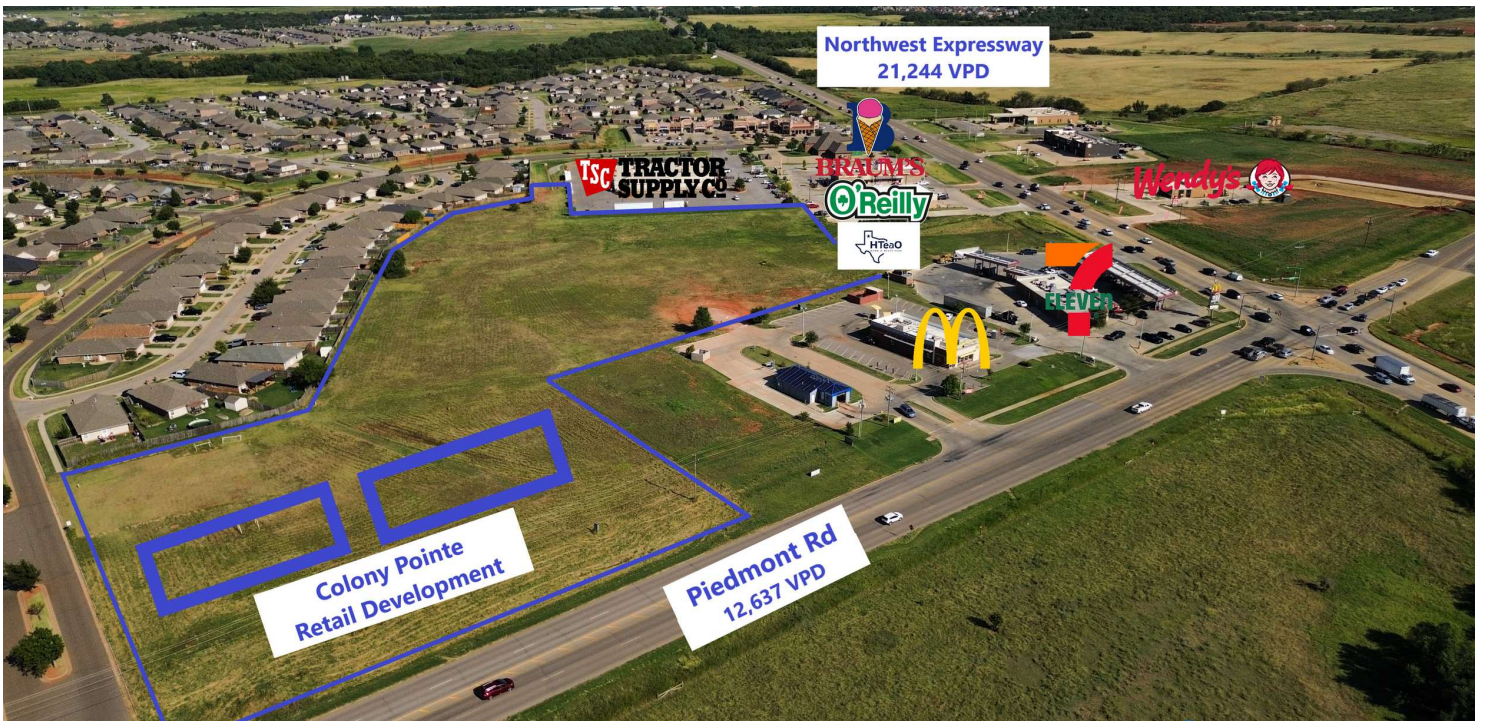 Northwest Expressway
21,244 VPD
B
BRAUM'S
TSC TRACTOR
SUPPLY CO
O'Reilly
HTeaO
Wendy's
7
ELEVEN
M
Colony Pointe
Retail Development
Piedmont Rd
12,637 VPD